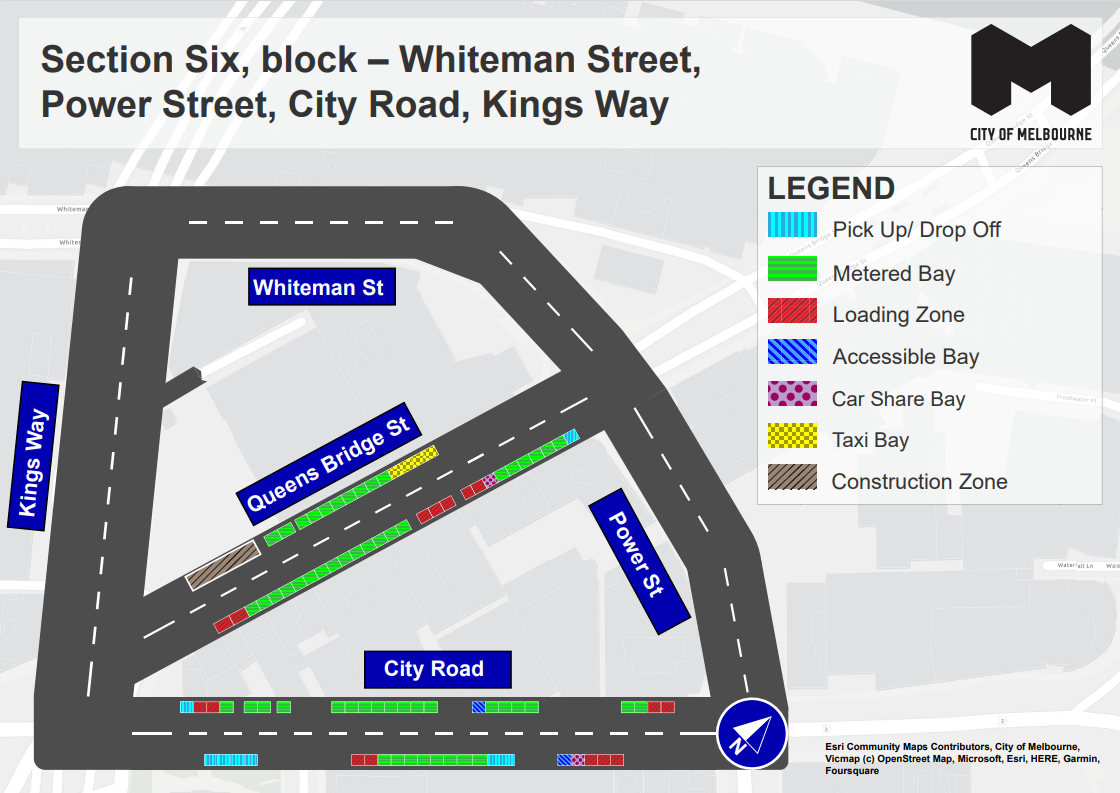 Section Six, block – Whiteman Street,
Power Street, City Road, Kings Way
CITY OF MELBOURNE
LEGEND
Pick Up/ Drop Off
Metered Bay
Loading Zone
Accessible Bay
Car Share Bay
Taxi Bay
Construction Zone
Whiteman St
Kings Way
Queens Bridge St
Power St
City Road
N
Freshwater Pl
2
Esri Community Maps Contributors, City of Melbourne,
Vicmap (c) OpenStreet Map, Microsoft, Esri, HERE, Garmin,
Foursquare